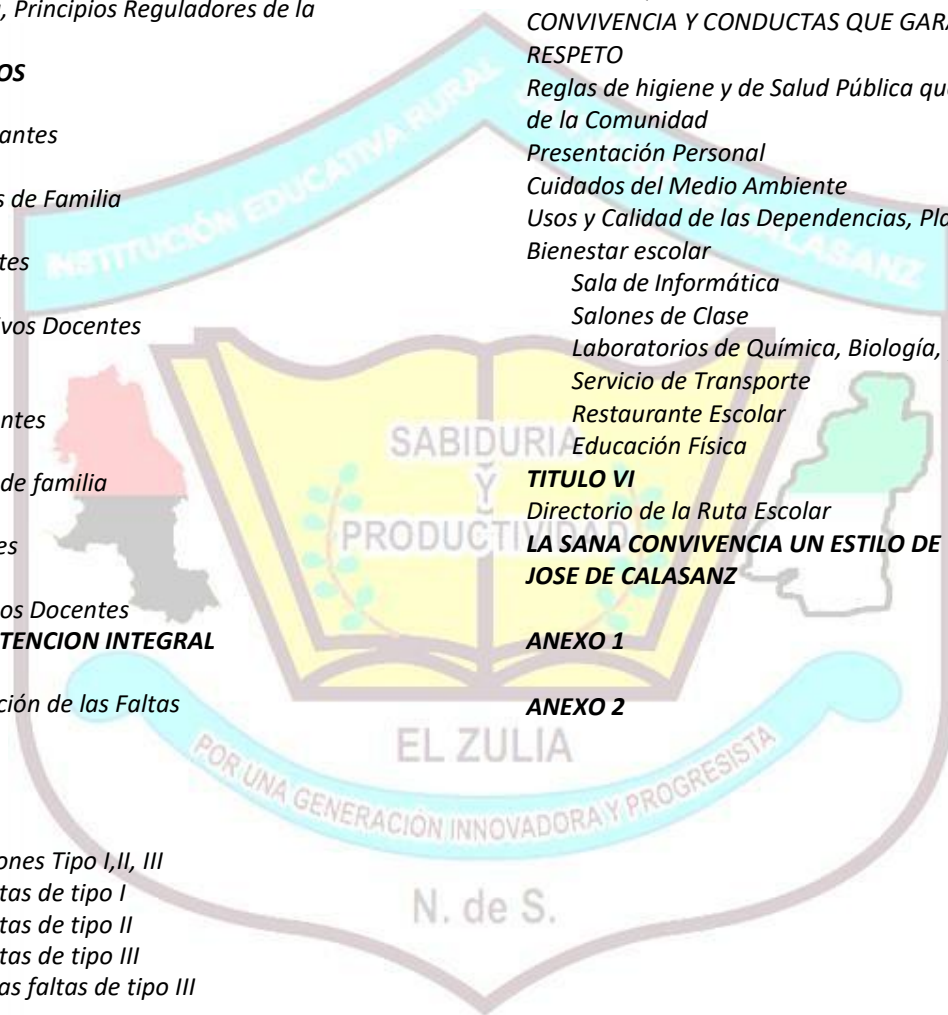 , Principios Reguladores de la
OS
antes
s de Familia
tes
vos Docentes
ntes
de familia
es
os Docentes
TENCION INTEGRAL
ción de las Faltas
ones Tipo I,II, III
tas de tipo I
tas de tipo II
tas de tipo III
as faltas de tipo III
CONVIVENCIA Y CONDUCTAS QUE GARA
RESPETO
Reglas de higiene y de Salud Pública qu
de la Comunidad
Presentación Personal
Cuidados del Medio Ambiente
Usos y Calidad de las Dependencias, Pla
Bienestar escolar
Sala de Informática
Salones de Clase
Laboratorios de Química, Biología,
Servicio de Transporte
Restaurante Escolar
Educación Física
TITULO VI
Directorio de la Ruta Escolar
LA SANA CONVIVENCIA UN ESTILO DE
JOSE DE CALASANZ
ANEXO 1
ANEXO 2
INSTITUCIÓN EDUCATIVA RURAL
DE CALASANZ
SABIDURIA
Y
PRODUCTIVIDAD
EL ZULIA
POR UNA GENERACIÓN INNOVADORA Y PROGRESISTA
N. de S.